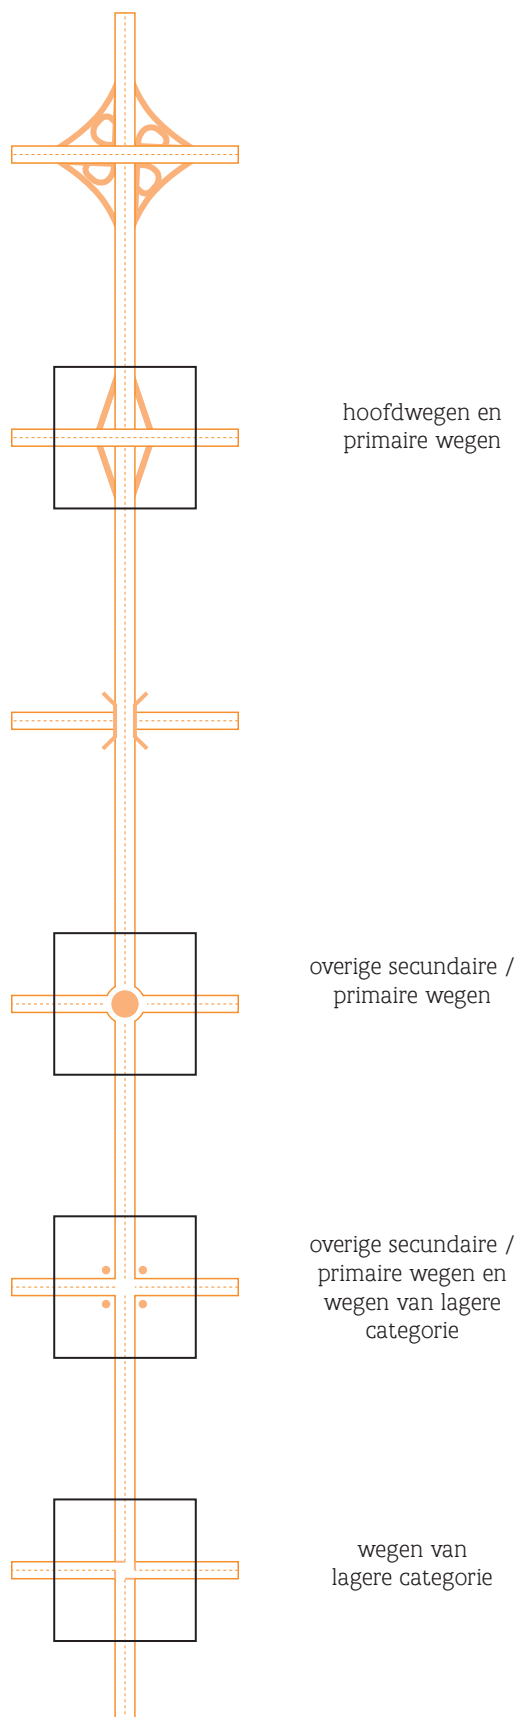 hoofdwegen en
primaire wegen
overige secundaire /
primaire wegen
overige secundaire /
primaire wegen en
wegen van lagere
categorie
wegen van
lagere categorie